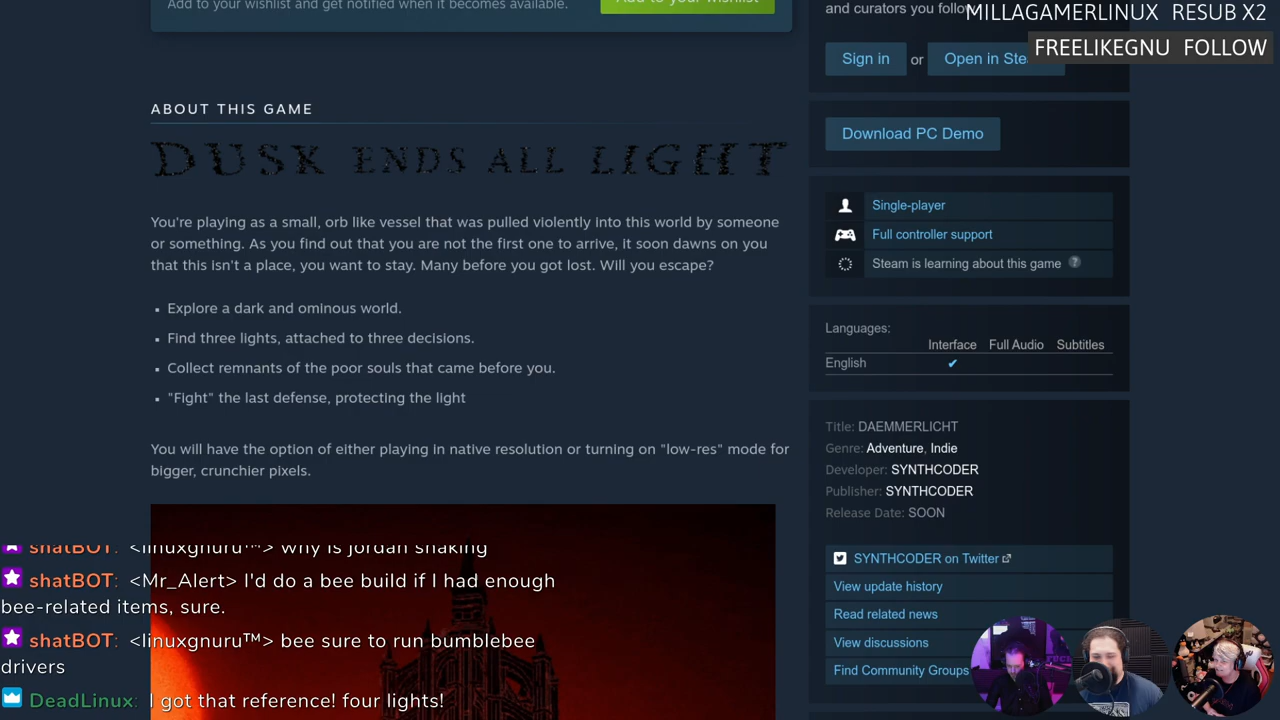 Add to your wishlist and get notified when it becomes available.
Add to your wishlist
and curators you follow
MILLAGAMERLINUX RESUB X2
FREELIKEGNU FOLLOW
Sign in or Open in Ste
ABOUT THIS GAME
DUSK ENDS ALL LIGHT
You're playing as a small, orb like vessel that was pulled violently into this world by someone
or something. As you find out that you are not the first one to arrive, it soon dawns on you
that this isn't a place, you want to stay. Many before you got lost. Will you escape?
▪ Explore a dark and ominous world.
▪ Find three lights, attached to three decisions.
▪ Collect remnants of the poor souls that came before you.
▪ "Fight" the last defense, protecting the light
You will have the option of either playing in native resolution or turning on "low-res" mode for
bigger, crunchier pixels.
Download PC Demo
Single-player
Full controller support
Steam is learning about this game ?
Languages:
Interface Full Audio Subtitles
English ✔
Title: DAEMMERLICHT
Genre: Adventure, Indie
Developer: SYNTHCODER
Publisher: SYNTHCODER
Release Date: SOON
SYNTHCODER on Twitter
View update history
Read related news
View discussions
Find Community Groups
shatBOT: <linuxgnuru™> why is jordan shaking
shatBOT: <Mr_Alert> I'd do a bee build if I had enough
bee-related items, sure.
shatBOT: <linuxgnuru™> bee sure to run bumblebee
drivers
DeadLinux: I got that reference! four lights!